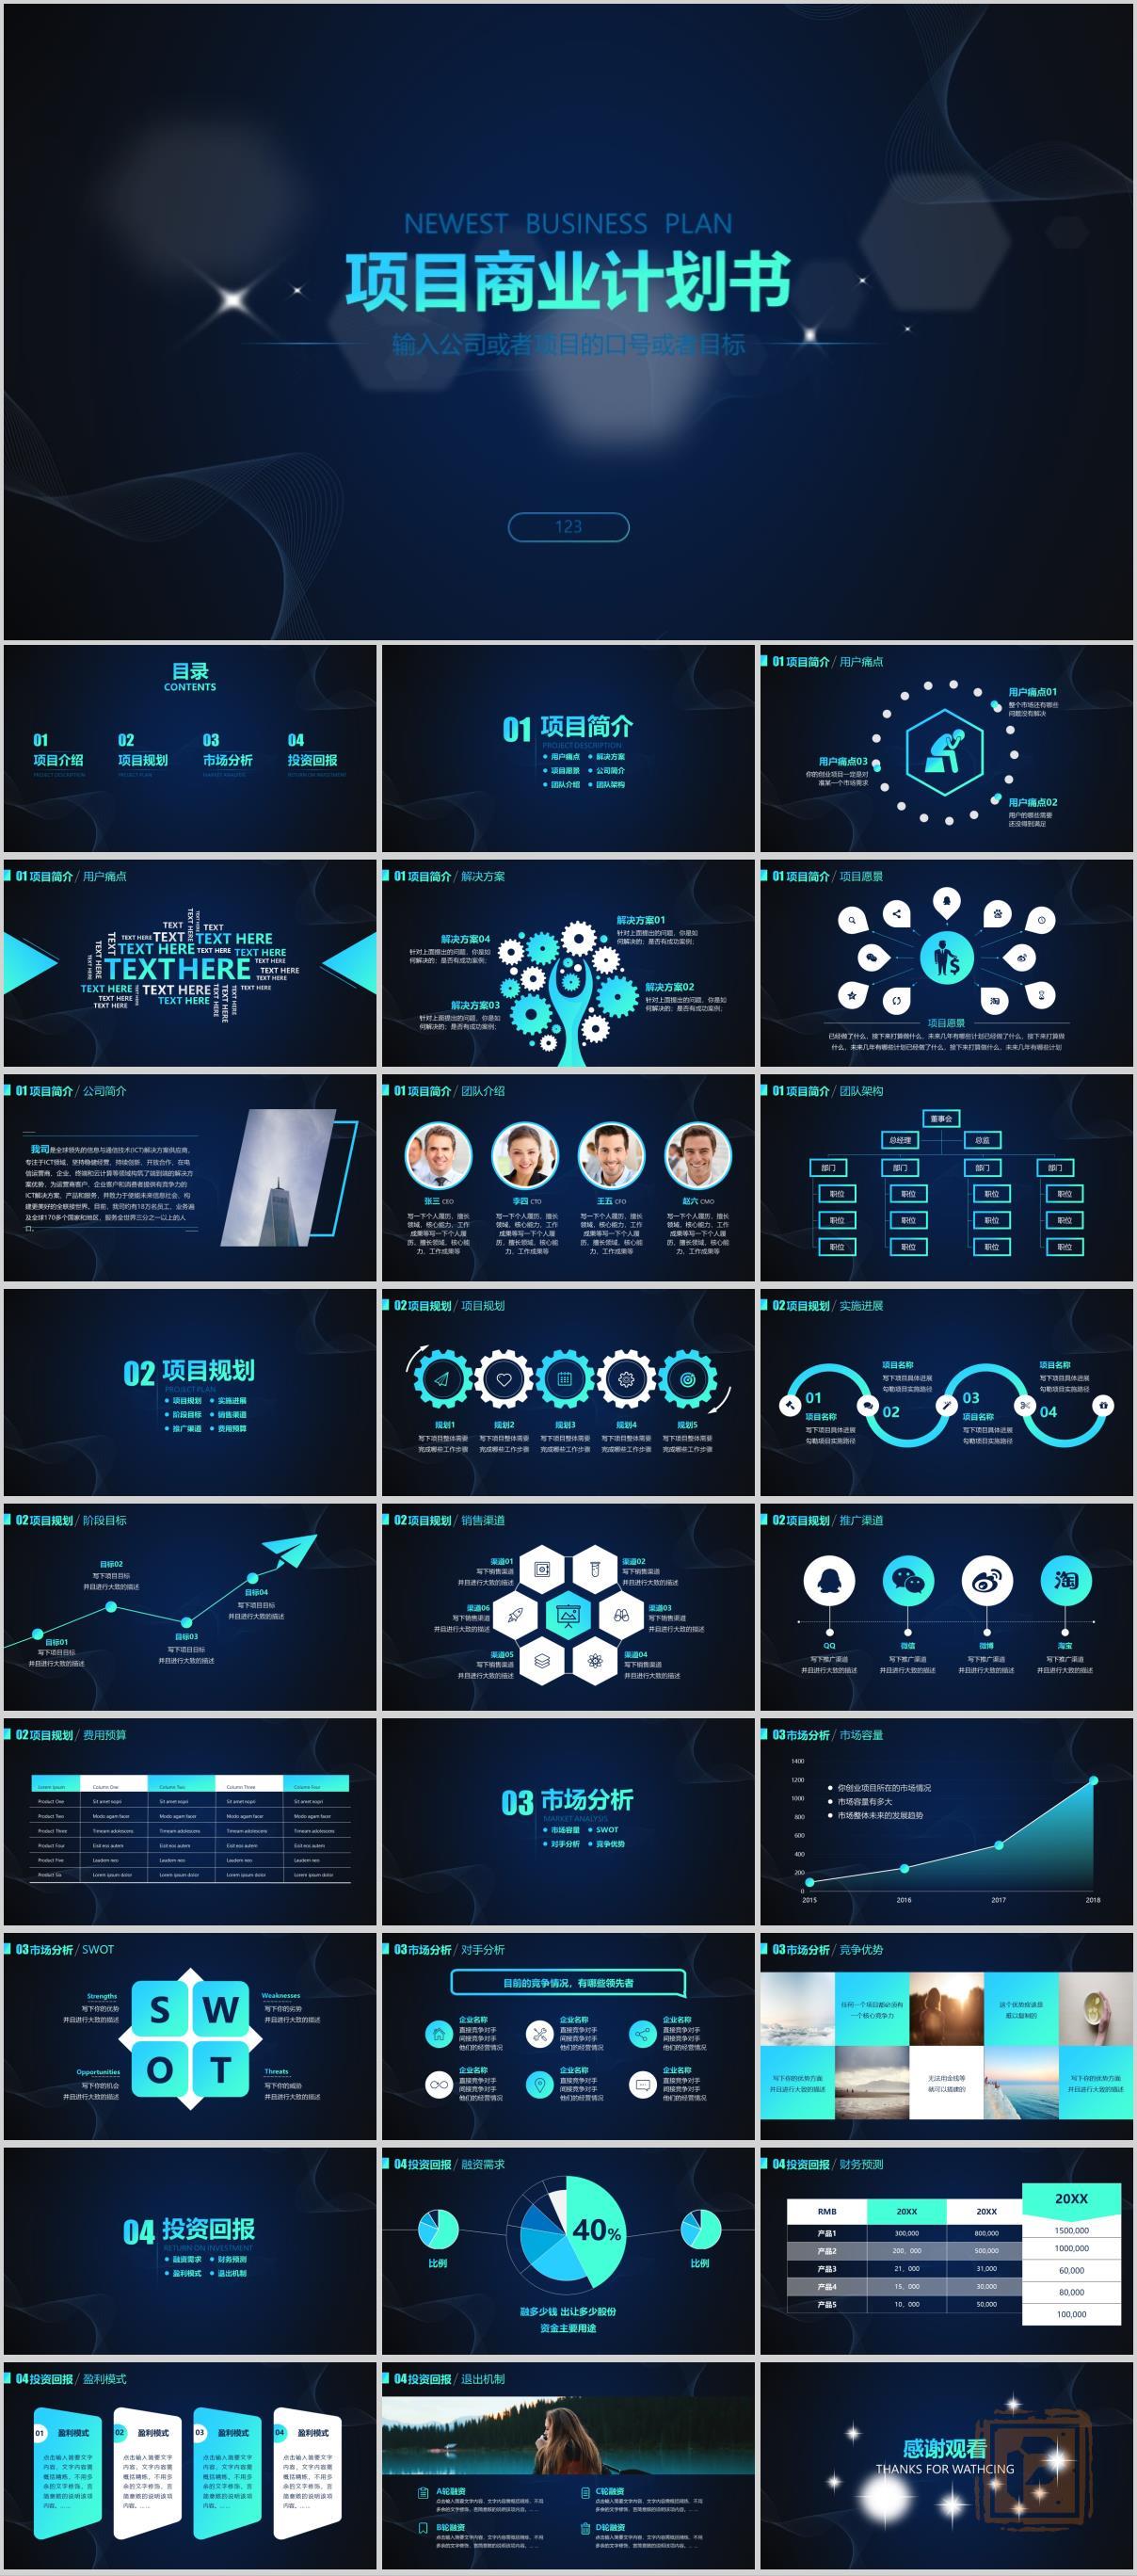 NEWEST BUSINESS PLAN
项目商业计划书
输入公司或者项目的口号或者目标
123
目录
CONTENTS
01
项目介绍
PROJECT DESCRIPTION
02
项目规划
PROJECT PLAN
03
市场分析
MARKET ANALYSIS
04
投资回报
RETURN ON INVESTMENT
01 项目简介
PROJECT DESCRIPTION
用户痛点 解决方案
项目愿景 公司简介
团队介绍 团队架构
01 项目简介 / 用户痛点
用户痛点01
整个市场还有哪些
问题没有解决
用户痛点03
你的创业项目一定是对
准某一个市场需求
用户痛点02
用户的哪些需要
还没得到满足
01 项目简介 / 用户痛点
TEXT HERE
TEXTHERE
01 项目简介 / 解决方案
解决方案01
针对上面提出的问题，你是如
何解决的；是否有成功案例；
解决方案04
针对上面提出的问题，你是如
何解决的；是否有成功案例；
解决方案02
针对上面提出的问题，你是如
何解决的；是否有成功案例；
解决方案03
针对上面提出的问题，你是如
何解决的；是否有成功案例；
01 项目简介 / 项目愿景
项目愿景
已经做了什么，接下来打算做什么，未来几年有哪些计划已经做了什么，接下来打算做
什么，未来几年有哪些计划已经做了什么，接下来打算做什么，未来几年有哪些计划
01 项目简介 / 公司简介
我司是全球领先的信息与通信技术(ICT)解决方案供应商，
专注于ICT领域，坚持稳健经营、持续创新、开放合作，在电
信运营商、企业、终端和云计算等领域构筑了端到端的解决方
案优势，为运营商客户、企业客户和消费者提供有竞争力的
ICT解决方案、产品和服务，并致力于使能未来信息社会、构
建更美好的全联接世界。目前，我司约有18万名员工，业务遍
及全球170多个国家和地区，服务全世界三分之一以上的人
口。
01 项目简介 / 团队介绍
张三 CEO
写一下个人履历，擅长
领域，核心能力，工作
成果等写一下个人履
历，擅长领域，核心能
力，工作成果等
李四 CTO
写一下个人履历，擅长
领域，核心能力，工作
成果等写一下个人履
历，擅长领域，核心能
力，工作成果等
王五 CFO
写一下个人履历，擅长
领域，核心能力，工作
成果等写一下个人履
历，擅长领域，核心能
力，工作成果等
赵六 CMO
写一下个人履历，擅长
领域，核心能力，工作
成果等写一下个人履
历，擅长领域，核心能
力，工作成果等
01 项目简介 / 团队架构
董事会
总经理 总监
部门 部门 部门 部门
职位 职位 职位 职位
职位 职位 职位 职位
职位 职位 职位 职位
02 项目规划
PROJECT PLAN
项目规划 实施进展
阶段目标 销售渠道
推广渠道 费用预算
02项目规划 / 项目规划
规划1 规划2 规划3 规划4 规划5
写下项目整体需要 写下项目整体需要 写下项目整体需要 写下项目整体需要 写下项目整体需要
完成哪些工作步骤 完成哪些工作步骤 完成哪些工作步骤 完成哪些工作步骤 完成哪些工作步骤
02项目规划 / 实施进展
01
项目名称
写下项目具体进展
勾勒项目实施路径
项目名称
写下项目具体进展
勾勒项目实施路径
02
03
项目名称
写下项目具体进展
勾勒项目实施路径
项目名称
写下项目具体进展
勾勒项目实施路径
04
02项目规划 / 阶段目标
目标02
写下项目目标
并且进行大致的描述
目标04
写下项目目标
并且进行大致的描述
目标01
写下项目目标
并且进行大致的描述
目标03
写下项目目标
并且进行大致的描述
02项目规划 / 销售渠道
渠道01
写下销售渠道
并且进行大致的描述
渠道02
写下销售渠道
并且进行大致的描述
渠道06
写下销售渠道
并且进行大致的描述
渠道03
写下销售渠道
并且进行大致的描述
渠道05
写下销售渠道
并且进行大致的描述
渠道04
写下销售渠道
并且进行大致的描述
02项目规划 / 推广渠道
淘
QQ 微信 微博 淘宝
写下推广渠道 写下推广渠道 写下推广渠道 写下推广渠道
并且进行大致的描述 并且进行大致的描述 并且进行大致的描述 并且进行大致的描述
02项目规划 / 费用预算
Lorem ipsum Column One Column Two Column Three Column Four
Product One Sit amet eopri Sit amet eopri Sit amet eopri Sit amet eopri
Product Two Modo agam facer Modo agam facer Modo agam facer Modo agam facer
Product Three Timeam adolescens Timeam adolescens Timeam adolescens Timeam adolescens
Product Four Eisit eos autem Eisit eos autem Eisit eos autem Eisit eos autem
Product Five Laudem neo Laudem neo Laudem neo Laudem neo
Product Six Lorem ipsum dolor Lorem ipsum dolor Lorem ipsum dolor Lorem ipsum dolor
03 市场分析
MARKET ANALYSIS
市场容量 SWOT
对手分析 竞争优势
03市场分析 / 市场容量
1400
1200
1000
800
600
400
200
0
你创业项目所在的市场情况
市场容量有多大
市场整体未来的发展趋势
2015 2016 2017 2018
03市场分析 / SWOT
S W
O T
Strengths
写下你的优势
并且进行大致的描述
Weaknesses
写下你的劣势
并且进行大致的描述
Opportunities
写下你的机会
并且进行大致的描述
Threats
写下你的威胁
并且进行大致的描述
03市场分析 / 对手分析
目前的竞争情况，有哪些领先者
企业名称 企业名称 企业名称
直接竞争对手 直接竞争对手 直接竞争对手
间接竞争对手 间接竞争对手 间接竞争对手
他们的经营情况 他们的经营情况 他们的经营情况
企业名称 企业名称 企业名称
直接竞争对手 直接竞争对手 直接竞争对手
间接竞争对手 间接竞争对手 间接竞争对手
他们的经营情况 他们的经营情况 他们的经营情况
03市场分析 / 竞争优势
任何一个项目都必须有
一个核心竞争力
这个优势应该是
难以复制的
写下你的优势方面
并且进行大致的描述
无法用金钱等
就可以搭建的
写下你的优势方面
并且进行大致的描述
04 投资回报
RETURN ON INVESTMENT
融资需求 财务预测
盈利模式 退出机制
04投资回报 / 融资需求
40%
比例 比例
融多少钱 出让多少股份
资金主要用途
04投资回报 / 财务预测
RMB 20XX 20XX 20XX
产品1 300,000 800,000 1500,000
产品2 200，000 500,000 1000,000
产品3 21，000 31,000 60,000
产品4 15，000 30,000 80,000
产品5 10，000 50,000 100,000
04投资回报 / 盈利模式
01 盈利模式
点击输入简要文字
内容，文字内容需
概括精炼，不用多
余的文字修饰，言
简意赅的说明该项
内容。……
02 盈利模式
点击输入简要文字
内容，文字内容需
概括精炼，不用多
余的文字修饰，言
简意赅的说明该项
内容。……
03 盈利模式
点击输入简要文字
内容，文字内容需
概括精炼，不用多
余的文字修饰，言
简意赅的说明该项
内容。……
04 盈利模式
点击输入简要文字
内容，文字内容需
概括精炼，不用多
余的文字修饰，言
简意赅的说明该项
内容。……
04投资回报 / 退出机制
A轮融资
点击输入简要文字内容，文字内容需概括精炼，不用
多余的文字修饰，言简意赅的说明该项内容。……
C轮融资
点击输入简要文字内容，文字内容需概括精炼，不用
多余的文字修饰，言简意赅的说明该项内容。……
B轮融资
点击输入简要文字内容，文字内容需概括精炼，不用
多余的文字修饰，言简意赅的说明该项内容。……
D轮融资
点击输入简要文字内容，文字内容需概括精炼，不用
多余的文字修饰，言简意赅的说明该项内容。……
感谢观看
THANKS FOR WATHCING